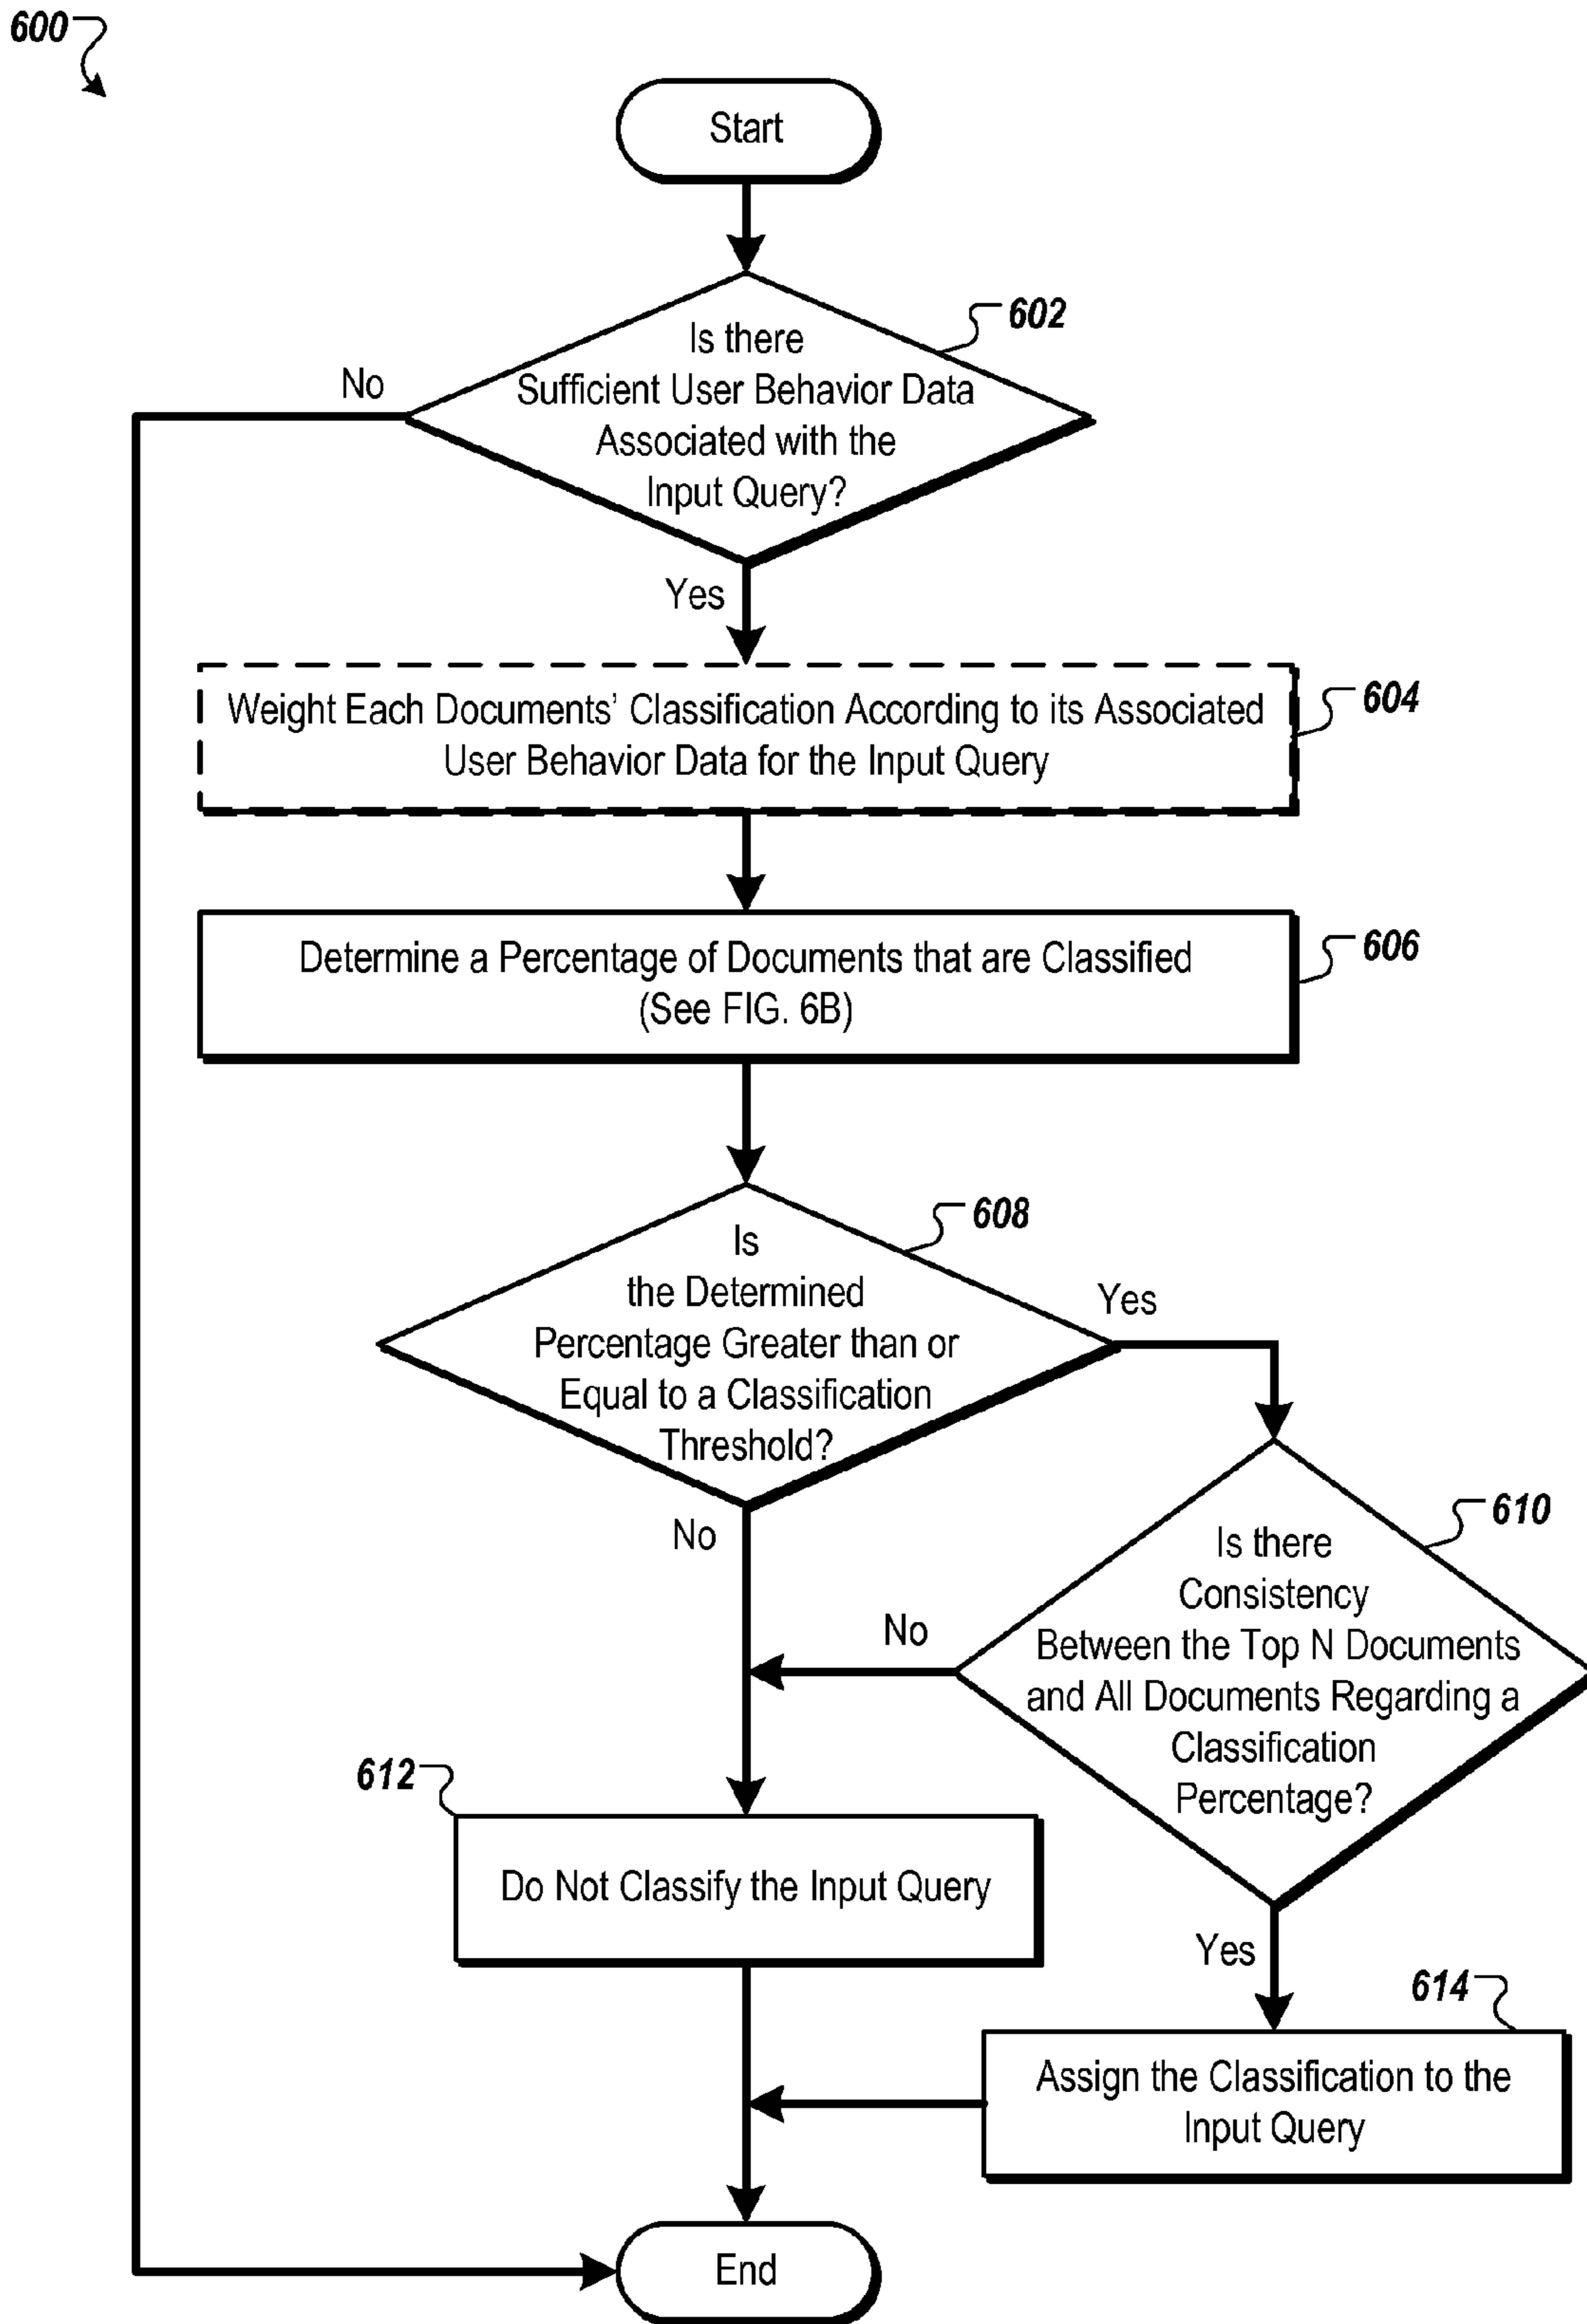 600
Start
602
Is there
Sufficient User Behavior Data
Associated with the
Input Query?
No
Yes
604
Weight Each Documents’ Classification According to its Associated
User Behavior Data for the Input Query
606
Determine a Percentage of Documents that are Classified
(See FIG. 6B)
608
Is
the Determined
Percentage Greater than or
Equal to a Classification
Threshold?
Yes
No
610
Is there
Consistency
Between the Top N Documents
and All Documents Regarding a
Classification
Percentage?
No
Yes
612
Do Not Classify the Input Query
614
Assign the Classification to the
Input Query
End